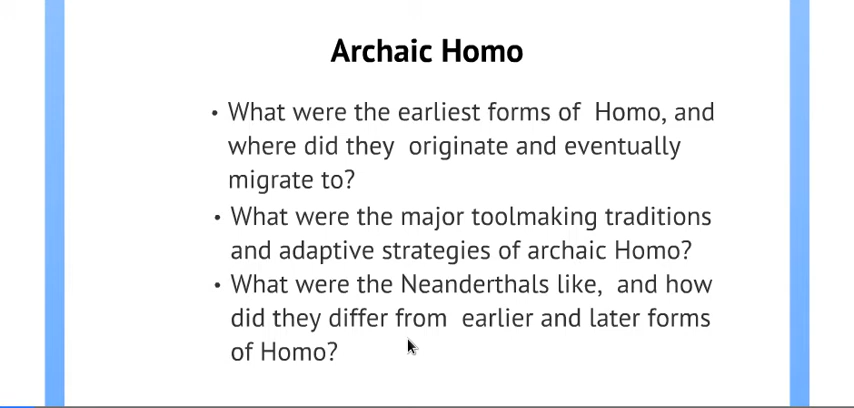 Archaic Homo
• What were the earliest forms of  Homo, and
where did they  originate and eventually
migrate to?
• What were the major toolmaking traditions
and adaptive strategies of archaic Homo?
• What were the Neanderthals like,  and how
did they differ from  earlier and later forms
of Homo?